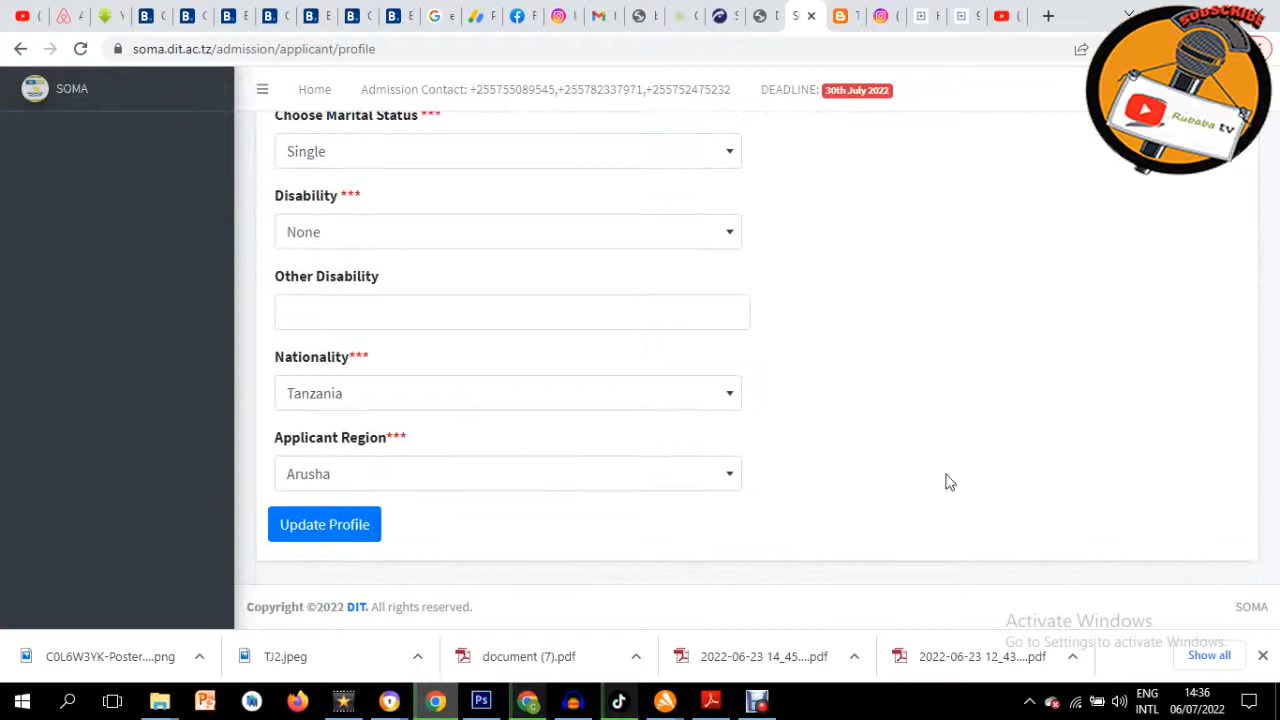 SUBSCRIBE
Rubaba tv
soma.dit.ac.tz/admission/applicant/profile
SOMA
Home
Admission Contact: +255755089545,+255782337971,+255752475232
DEADLINE: 30th July 2022
Choose Marital Status ***
Single
Disability ***
None
Other Disability
Nationality***
Tanzania
Applicant Region***
Arusha
Update Profile
Copyright ©2022 DIT. All rights reserved.
SOMA
Activate Windows
Go to Settings to activate Windows.
C0L6W3YK-Poster....png
TJ2.jpeg
document (7).pdf
2022-06-23 14_45....pdf
2022-06-23 12_43....pdf
Show all
ENG
INTL
14:36
06/07/2022